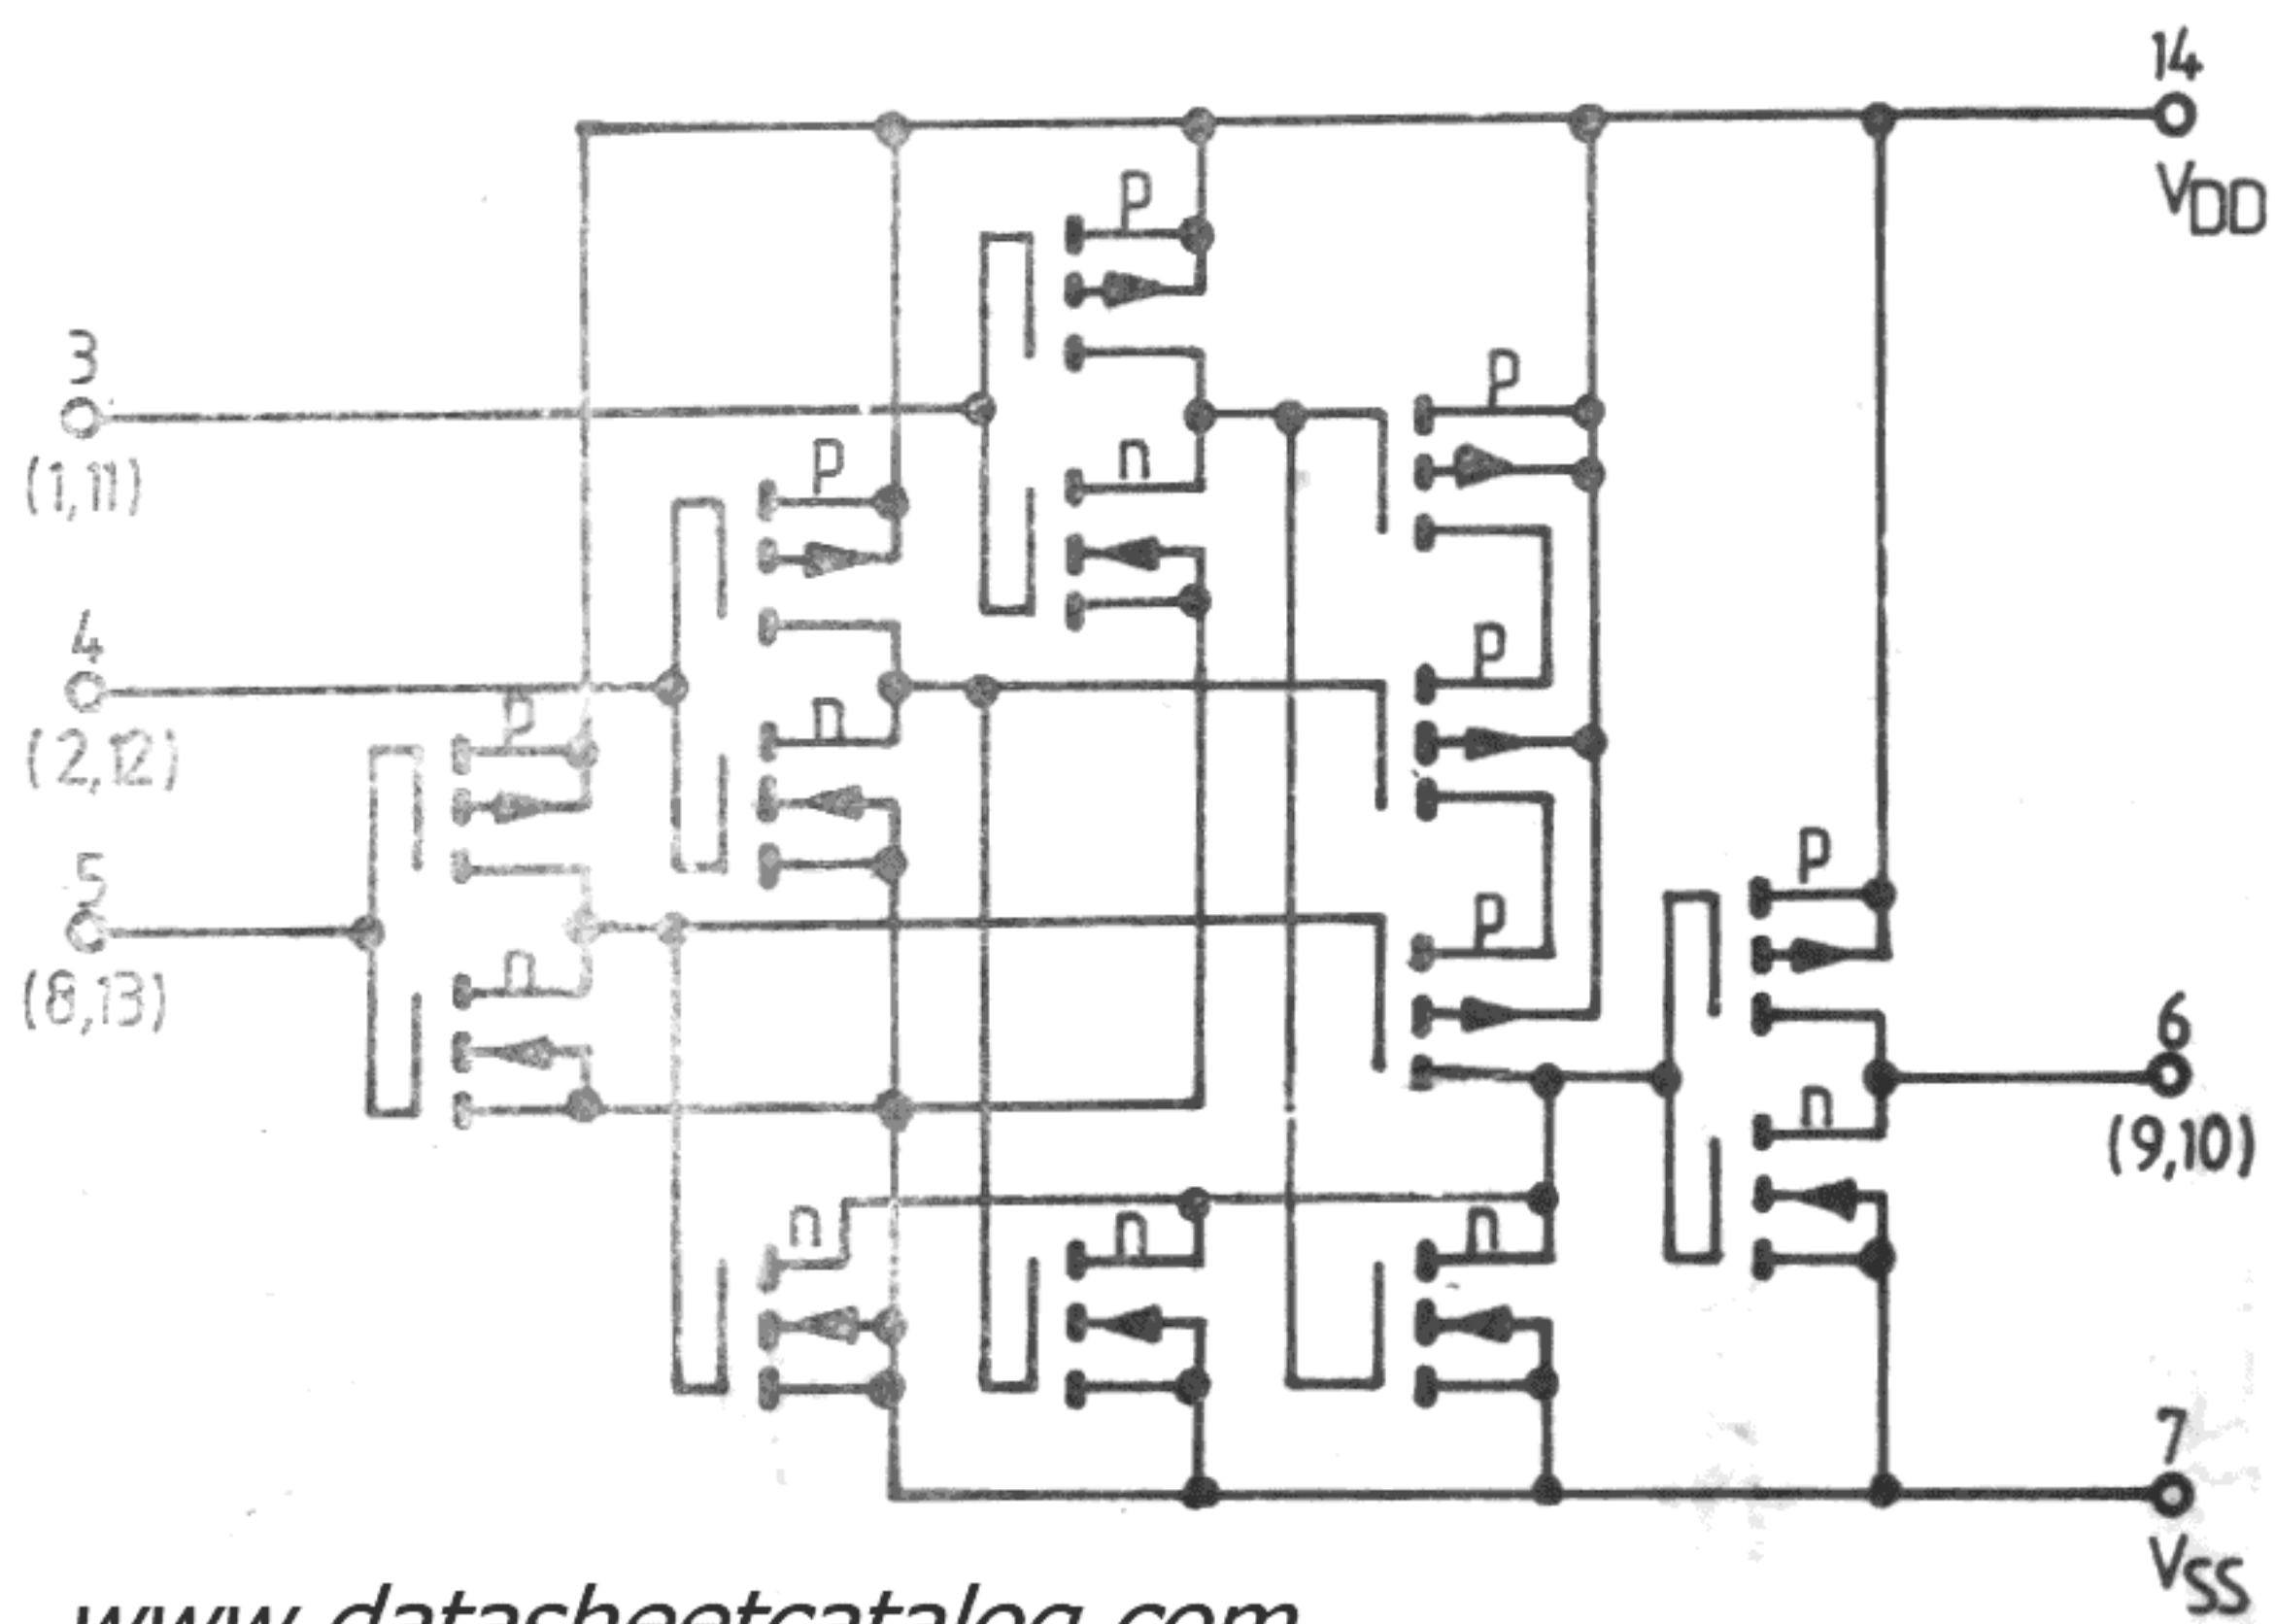 14
VDD
p
3
p
(1,11)
p
n
4
p
p
n
(2,12)
5
p
p
n
(8,13)
6
n
(9,10)
n
n
n
7
VSS
www.datasheetcatalog.com